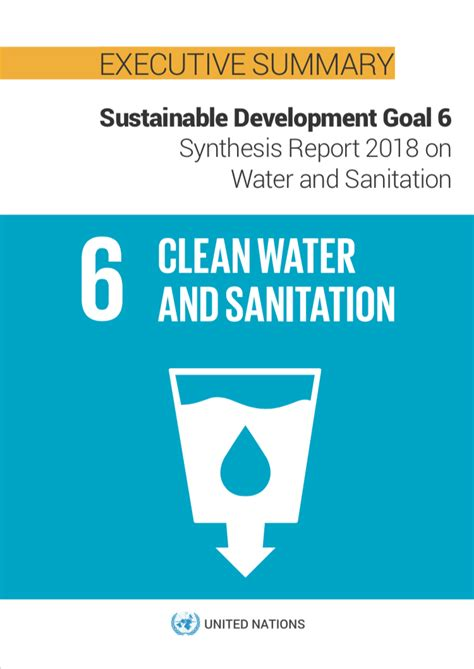 EXECUTIVE SUMMARY
Sustainable Development Goal 6
Synthesis Report 2018 on
Water and Sanitation
6 CLEAN WATER
AND SANITATION
UNITED NATIONS